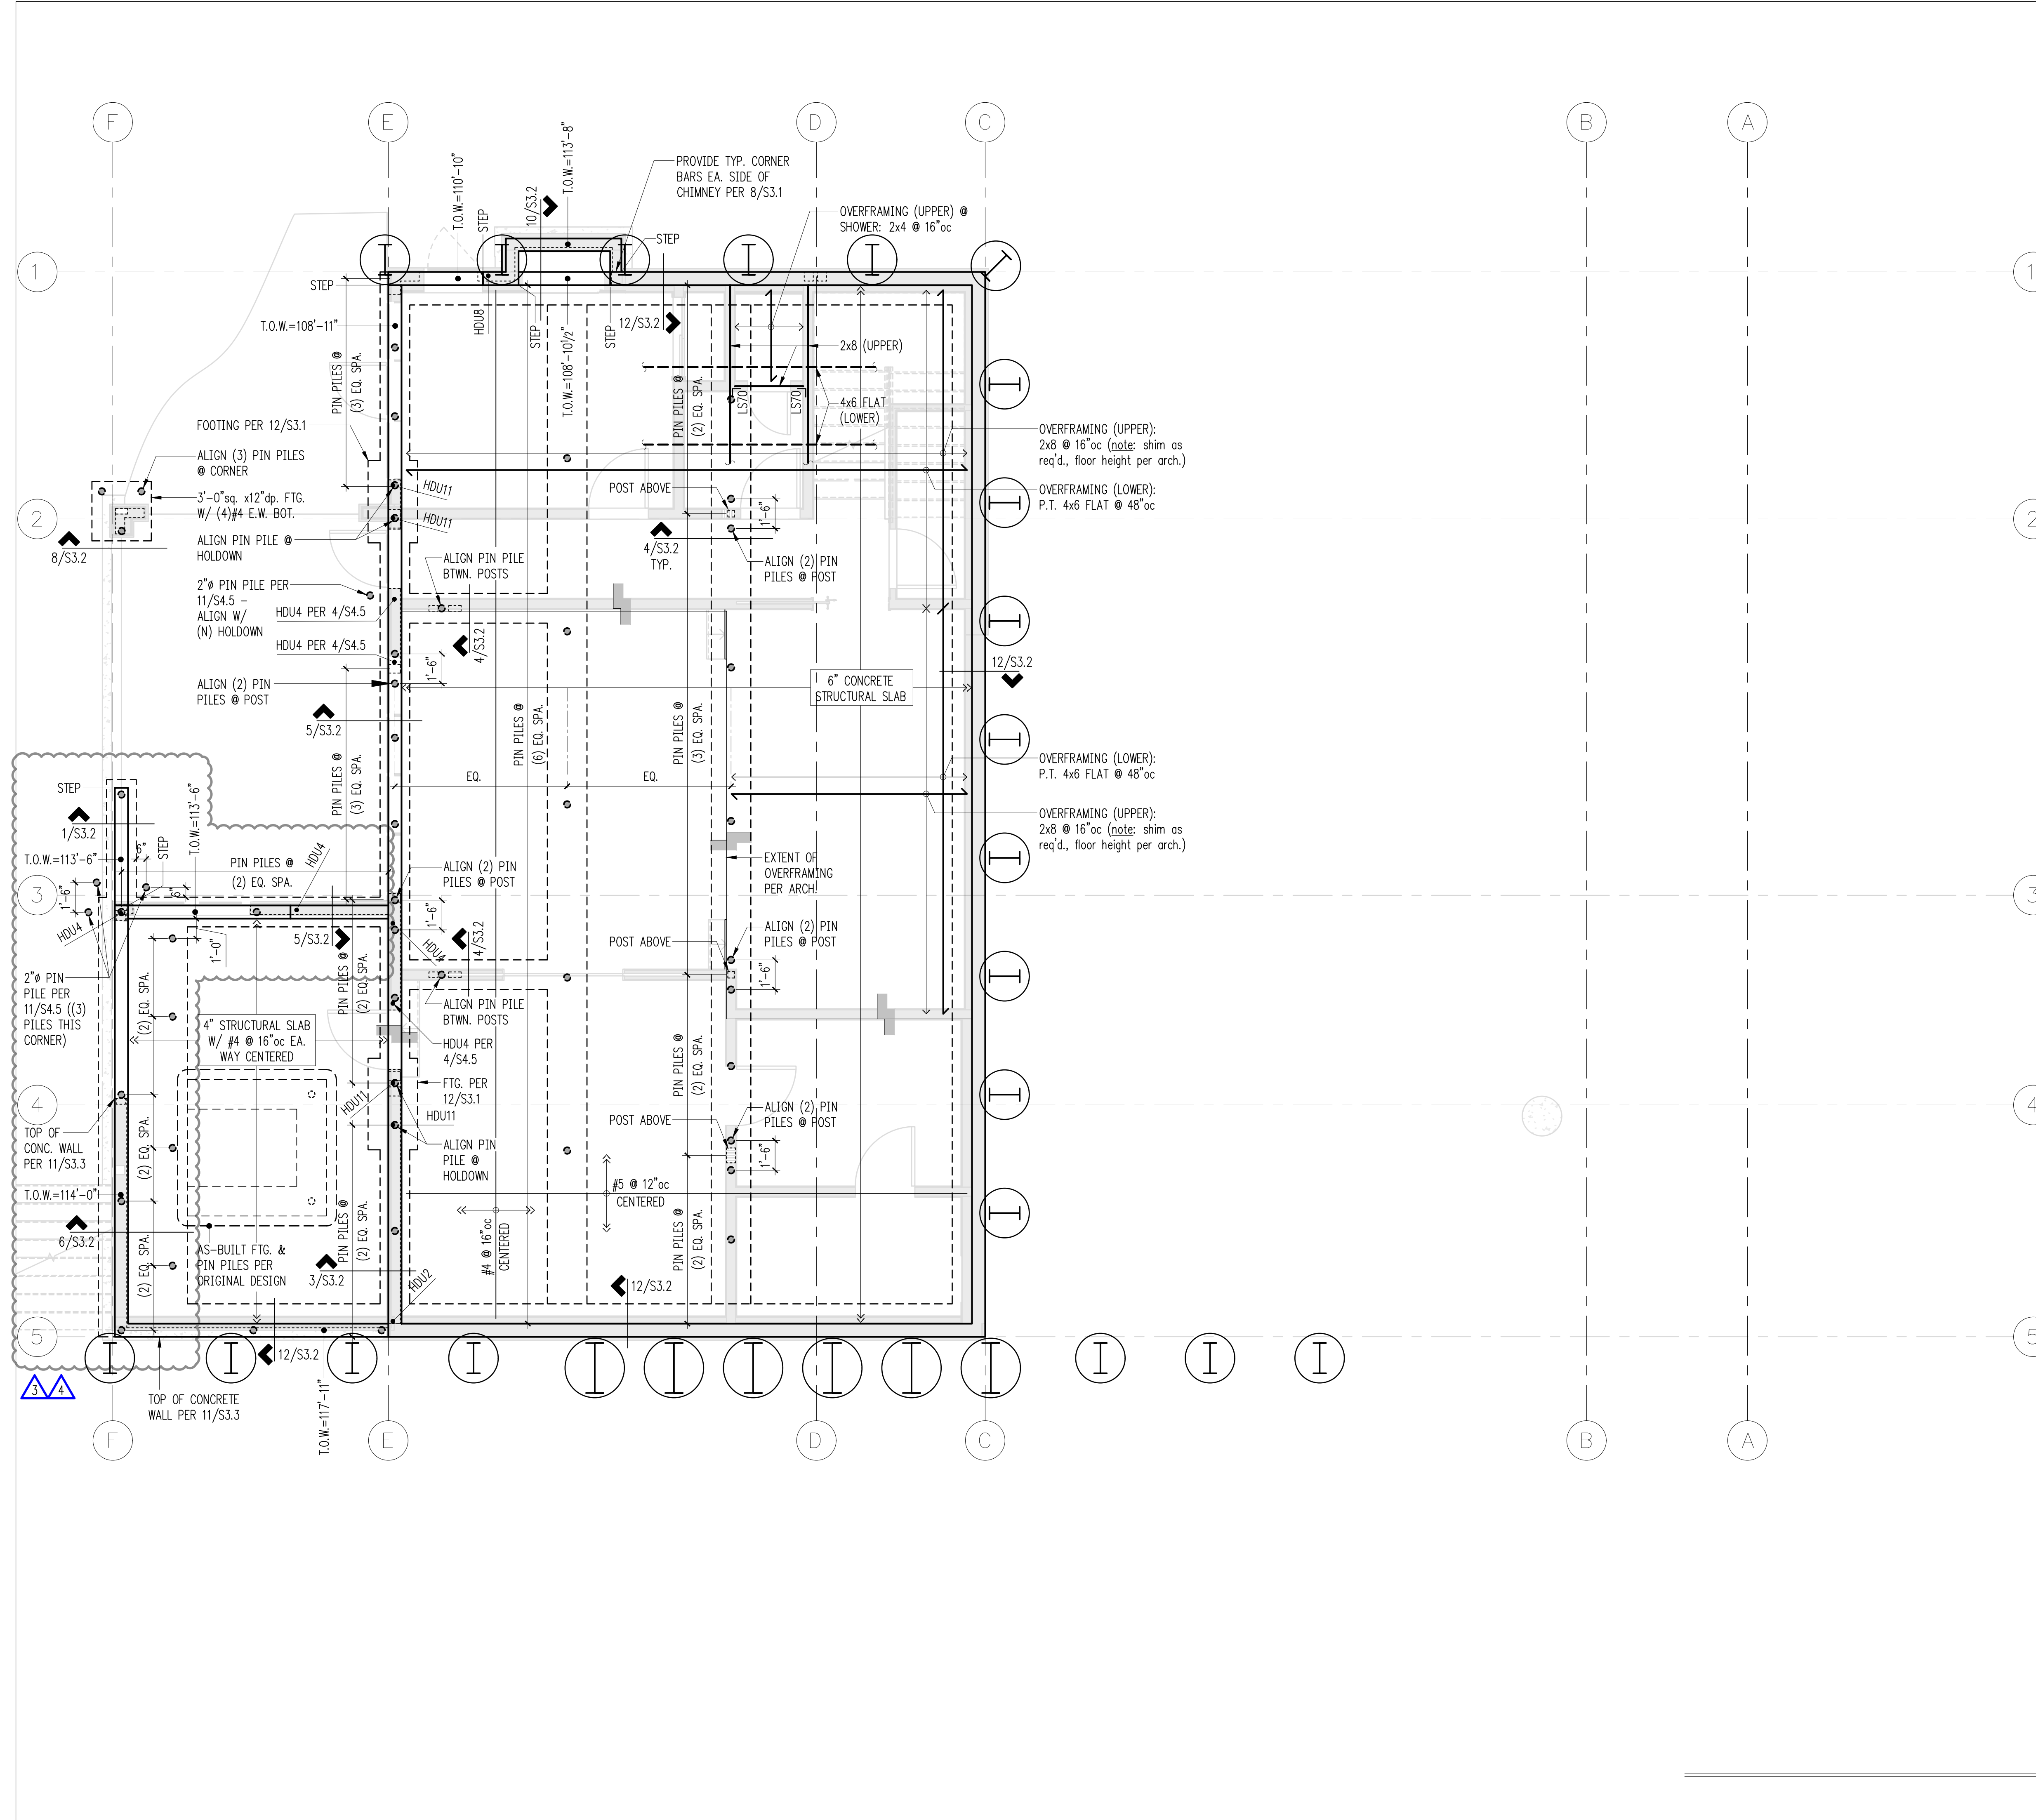 F
E
D
C
B
A
T.O.W.=110'-10"
STEP
10/S3.2
T.O.W.=113'-8"
PROVIDE TYP. CORNER
BARS EA. SIDE OF
CHIMNEY PER 8/S3.1
OVERFRAMING (UPPER) @
SHOWER: 2x4 @ 16"oc
STEP
1
1
STEP
T.O.W.=108'-11"
HDU8
STEP
T.O.W.=108'-10½"
STEP
12/S3.2
2x8 (UPPER)
PIN PILES @
(3) EQ. SPA.
PIN PILES @
(2) EQ. SPA.
LS70
LS70
4x6 FLAT
(LOWER)
FOOTING PER 12/S3.1
ALIGN (3) PIN PILES
@ CORNER
3'-0"sq. x12"dp. FTG.
W/ (4)#4 E.W. BOT.
HDU11
HDU11
POST ABOVE
1'-6"
OVERFRAMING (UPPER):
2x8 @ 16"oc (note: shim as
req'd., floor height per arch.)
OVERFRAMING (LOWER):
P.T. 4x6 FLAT @ 48"oc
2
2
8/S3.2
ALIGN PIN PILE @
HOLDOWN
4/S3.2
TYP.
ALIGN PIN PILE
BTWN. POSTS
ALIGN (2) PIN
PILES @ POST
2"ø PIN PILE PER
11/S4.5 -
ALIGN W/
(N) HOLDOWN
HDU4 PER 4/S4.5
HDU4 PER 4/S4.5
4/S3.2
1'-6"
12/S3.2
ALIGN (2) PIN
PILES @ POST
6" CONCRETE
STRUCTURAL SLAB
5/S3.2
PIN PILES @
(6) EQ. SPA.
PIN PILES @
(3) EQ. SPA.
PIN PILES @
(3) EQ. SPA.
EQ.
EQ.
OVERFRAMING (LOWER):
P.T. 4x6 FLAT @ 48"oc
OVERFRAMING (UPPER):
2x8 @ 16"oc (note: shim as
req'd., floor height per arch.)
STEP
1/S3.2
T.O.W.=113'-6"
T.O.W.=113'-6"
6"
STEP
PIN PILES @
(2) EQ. SPA.
HDU4
6"
ALIGN (2) PIN
PILES @ POST
EXTENT OF
OVERFRAMING
PER ARCH.
3
3
1'-6"
HDU4
1'-0"
5/S3.2
1'-6"
HDU4
4/S3.2
POST ABOVE
ALIGN (2) PIN
PILES @ POST
1'-6"
2"ø PIN
PILE PER
11/S4.5 ((3)
PILES THIS
CORNER)
(2) EQ. SPA.
PIN PILES @
(2) EQ. SPA.
4" STRUCTURAL SLAB
W/ #4 @ 16"oc EA.
WAY CENTERED
ALIGN PIN PILE
BTWN. POSTS
HDU4 PER
4/S4.5
FTG. PER
12/S3.1
PIN PILES @
(2) EQ. SPA.
4
4
HDU11
HDU11
POST ABOVE
ALIGN (2) PIN
PILES @ POST
1'-6"
TOP OF
CONC. WALL
PER 11/S3.3
(2) EQ. SPA.
ALIGN PIN
PILE @
HOLDOWN
T.O.W.=114'-0"
#5 @ 12"oc
CENTERED
6/S3.2
(2) EQ. SPA.
AS-BUILT FTG. &
PIN PILES PER
ORIGINAL DESIGN
PIN PILES @
(2) EQ. SPA.
3/S3.2
HDU2
#4 @ 16"oc
CENTERED
PIN PILES @
(2) EQ. SPA.
12/S3.2
5
5
12/S3.2
3
4
TOP OF CONCRETE
WALL PER 11/S3.3
T.O.W.=117'-11"
F
E
D
C
B
A